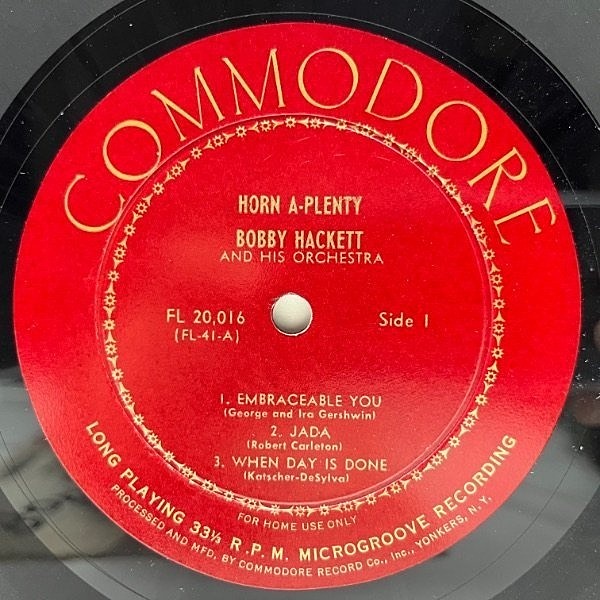 COMMODORE
HORN A-PLENTY
BOBBY HACKETT
AND HIS ORCHESTRA
FL 20,016
(FL-41-A)
Side 1
1. EMBRACEABLE YOU
(George and Ira Gershwin)
2. JADA
(Robert Carleton)
3. WHEN DAY IS DONE
(Katscher-DeSylva)
FOR HOME USE ONLY
LONG PLAYING 33⅓ R.P.M. MICROGROOVE RECORDING
PROCESSED AND MFD. BY COMMODORE RECORD Co., Inc., YONKERS, N.Y.